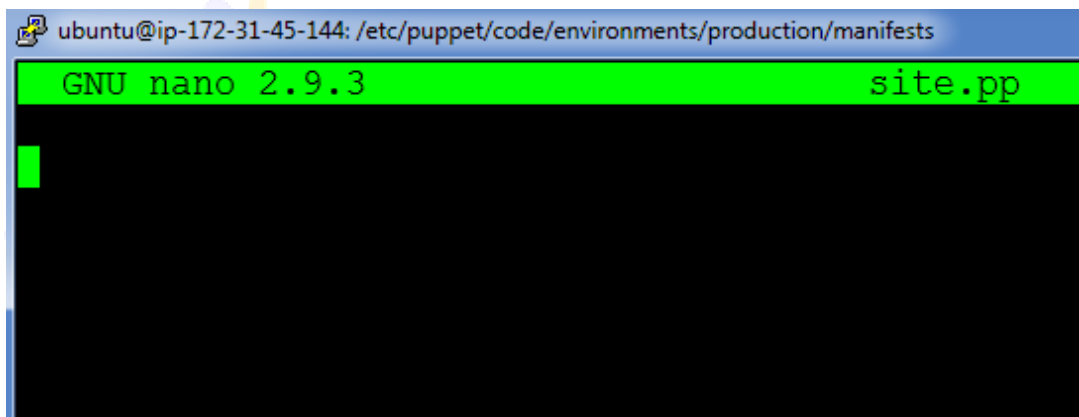 ubuntu@ip-172-31-45-144: /etc/puppet/code/environments/production/manifests
GNU nano 2.9.3 site.pp